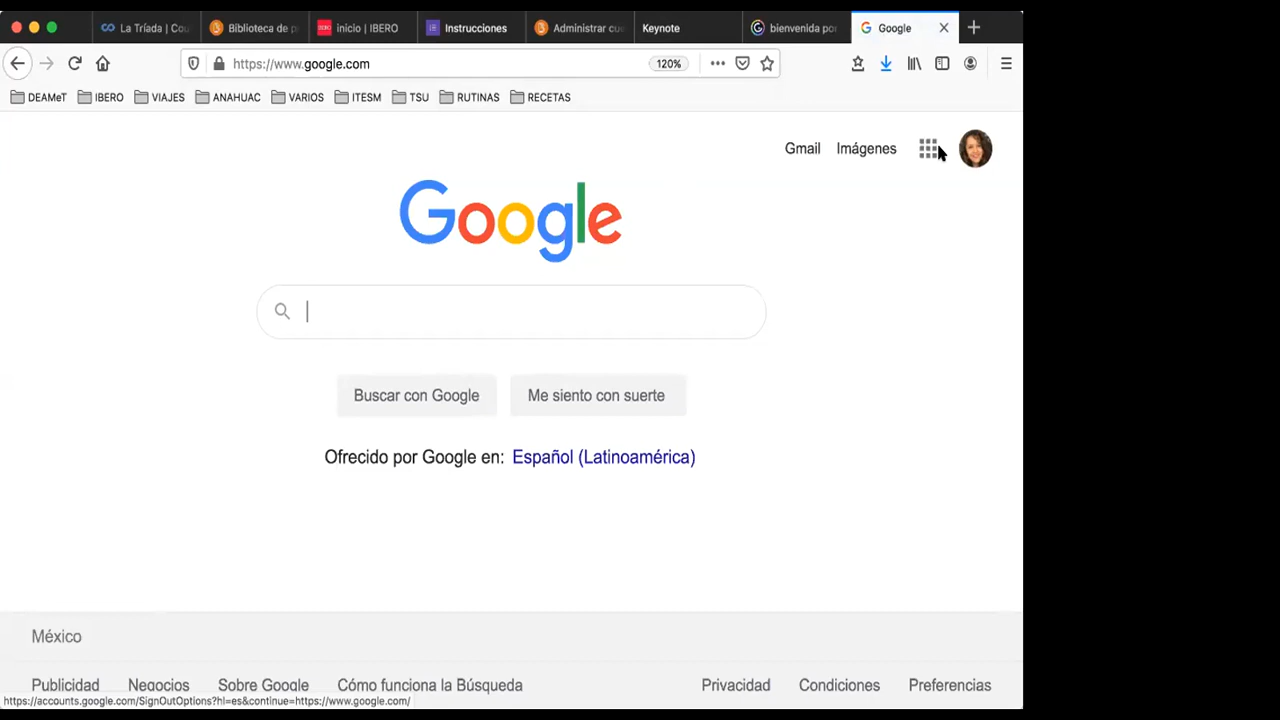 La Tríada | Cou
Biblioteca de p
inicio | IBERO
Instrucciones
Administrar cue
Keynote
bienvenida por
Google
https://www.google.com
120%
DEAMeT
IBERO
VIAJES
ANAHUAC
VARIOS
ITESM
TSU
RUTINAS
RECETAS
Gmail
Imágenes
Google
Buscar con Google
Me siento con suerte
Ofrecido por Google en: Español (Latinoamérica)
México
Publicidad
Negocios
Sobre Google
Cómo funciona la Búsqueda
Privacidad
Condiciones
Preferencias
https://accounts.google.com/SignOutOptions?hl=es&continue=https://www.google.com/